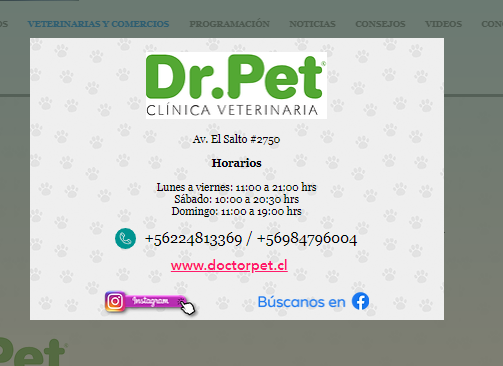 OS VETERINARIAS Y COMERCIOS PROGRAMACIÓN NOTICIAS CONSEJOS VIDEOS CON
Dr.Pet
CLÍNICA VETERINARIA
Av. El Salto #2750
Horarios
Lunes a viernes: 11:00 a 21:00 hrs
Sábado: 10:00 a 20:30 hrs
Domingo: 11:00 a 19:00 hrs
+56224813369 / +56984796004
www.doctorpet.cl
Instagram Búscanos en
Pet